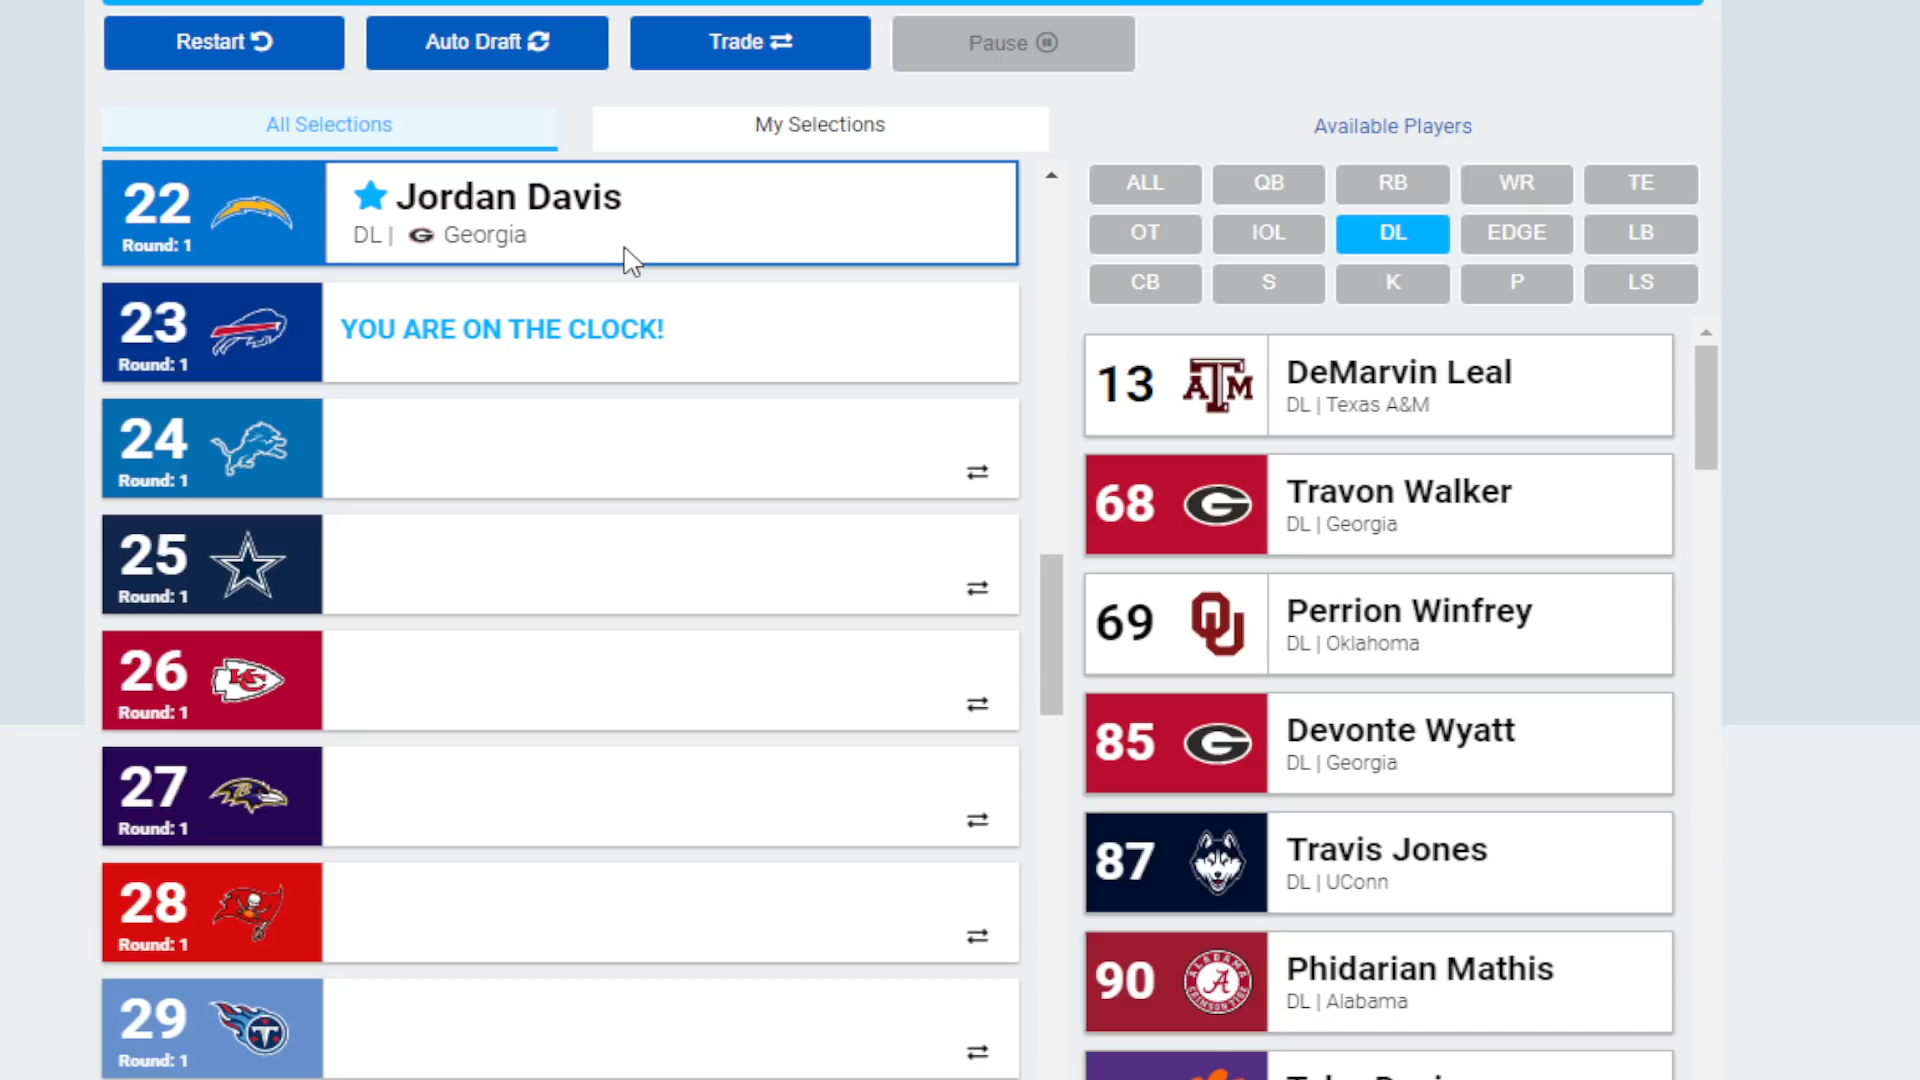 Restart
Auto Draft
Trade
Pause
All Selections
My Selections
Available Players
22
Round: 1
Jordan Davis
DL | Georgia
23
Round: 1
YOU ARE ON THE CLOCK!
24
Round: 1
25
Round: 1
26
Round: 1
27
Round: 1
28
Round: 1
29
Round: 1
ALL QB RB WR TE
OT IOL DL EDGE LB
CB S K P LS
13
DeMarvin Leal
DL | Texas A&M
68
Travon Walker
DL | Georgia
69
Perrion Winfrey
DL | Oklahoma
85
Devonte Wyatt
DL | Georgia
87
Travis Jones
DL | UConn
90
Phidarian Mathis
DL | Alabama